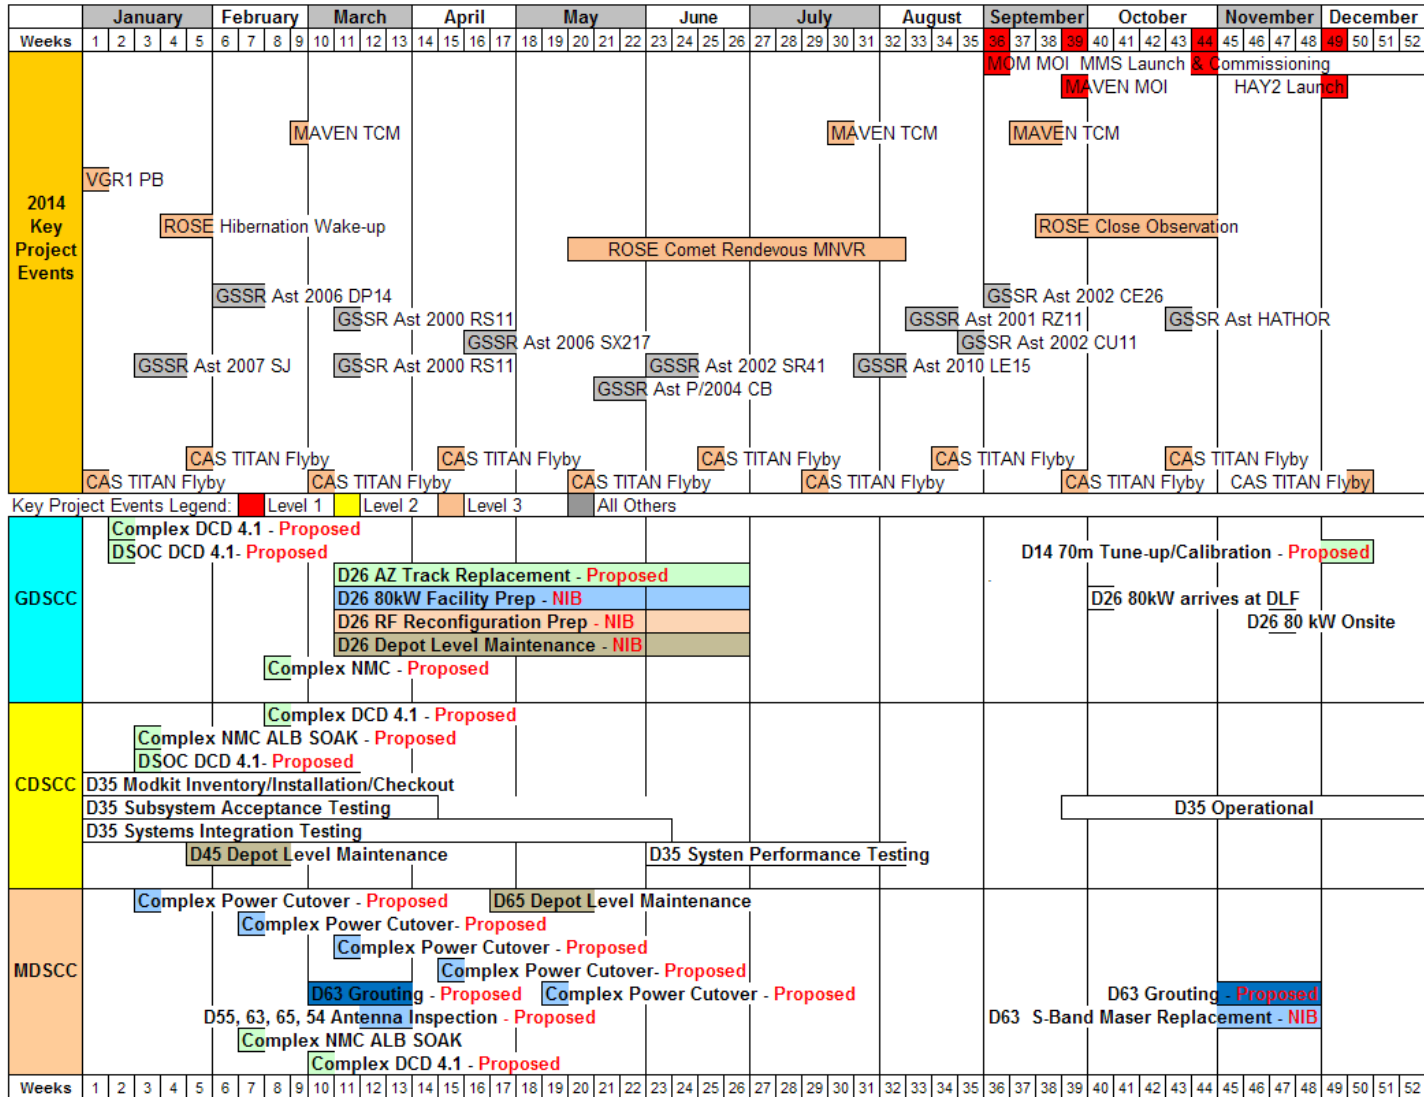 January February March April May June July August September October November December
Weeks 1 2 3 4 5 6 7 8 9 10 11 12 13 14 15 16 17 18 19 20 21 22 23 24 25 26 27 28 29 30 31 32 33 34 35 36 37 38 39 40 41 42 43 44 45 46 47 48 49 50 51 52
MOM MOI MMS Launch & Commissioning
MAVEN MOI HAY2 Launch
MAVEN TCM MAVEN TCM MAVEN TCM
VGR1 PB
2014
Key
Project
Events
ROSE Hibernation Wake-up ROSE Close Observation
ROSE Comet Rendevous MNVR
GSSR Ast 2006 DP14 GSSR Ast 2002 CE26
GSSR Ast 2000 RS11 GSSR Ast 2001 RZ11 GSSR Ast HATHOR
GSSR Ast 2006 SX217 GSSR Ast 2002 CU11
GSSR Ast 2007 SJ GSSR Ast 2000 RS11 GSSR Ast 2002 SR41 GSSR Ast 2010 LE15
GSSR Ast P/2004 CB
CAS TITAN Flyby CAS TITAN Flyby CAS TITAN Flyby CAS TITAN Flyby CAS TITAN Flyby
CAS TITAN Flyby CAS TITAN Flyby CAS TITAN Flyby CAS TITAN Flyby CAS TITAN Flyby CAS TITAN Flyby
Key Project Events Legend: Level 1 Level 2 Level 3 All Others
GDSCC
Complex DCD 4.1 - Proposed
DSOC DCD 4.1- Proposed D14 70m Tune-up/Calibration - Proposed
D26 AZ Track Replacement - Proposed
D26 80kW Facility Prep - NIB D26 80kW arrives at DLF
D26 RF Reconfiguration Prep - NIB D26 80 kW Onsite
D26 Depot Level Maintenance - NIB
Complex NMC - Proposed
CDSCC
Complex DCD 4.1 - Proposed
Complex NMC ALB SOAK - Proposed
DSOC DCD 4.1- Proposed
D35 Modkit Inventory/Installation/Checkout
D35 Subsystem Acceptance Testing D35 Operational
D35 Systems Integration Testing
D45 Depot Level Maintenance D35 Systen Performance Testing
MDSCC
Complex Power Cutover - Proposed D65 Depot Level Maintenance
Complex Power Cutover- Proposed
Complex Power Cutover - Proposed
Complex Power Cutover- Proposed
D63 Grouting - Proposed Complex Power Cutover - Proposed D63 Grouting - Proposed
D55, 63, 65, 54 Antenna Inspection - Proposed D63 S-Band Maser Replacement - NIB
Complex NMC ALB SOAK
Complex DCD 4.1 - Proposed
Weeks 1 2 3 4 5 6 7 8 9 10 11 12 13 14 15 16 17 18 19 20 21 22 23 24 25 26 27 28 29 30 31 32 33 34 35 36 37 38 39 40 41 42 43 44 45 46 47 48 49 50 51 52